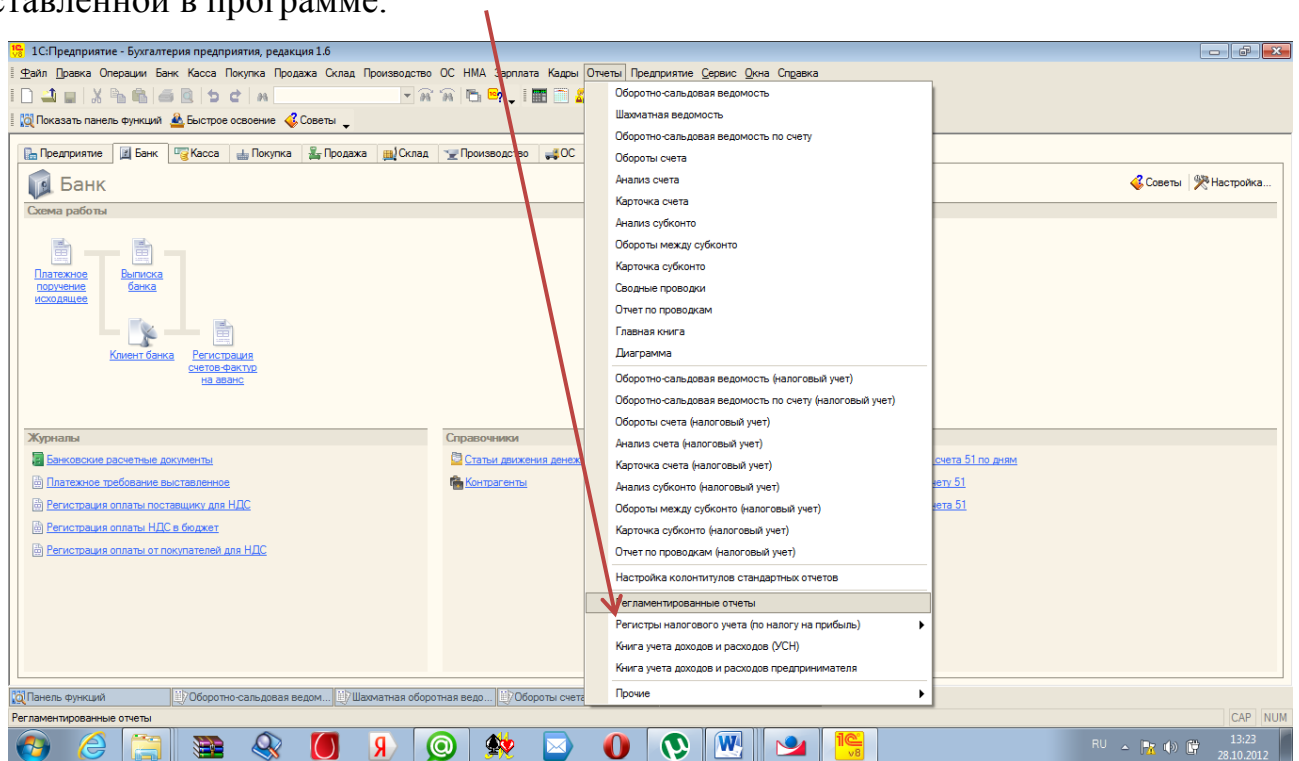 ставленной в программе.
1С:Предприятие - Бухгалтерия предприятия, редакция 1.6
Файл Правка Операции Банк Касса Покупка Продажа Склад Производство ОС НМА Зарплата Кадры Отчеты Предприятие Сервис Окна Справка
Показать панель функций Быстрое освоение Советы
Предприятие Банк Касса Покупка Продажа Склад Производство ОС
Банк
Советы Настройка...
Схема работы
Платежное поручение исходящее
Выписка банка
Клиент банка
Регистрация счетов-фактур на аванс
Журналы
Банковские расчетные документы
Платежное требование выставленное
Регистрация оплаты поставщику для НДС
Регистрация оплаты НДС в бюджет
Регистрация оплаты от покупателей для НДС
Справочники
Статьи движения денеж
Контрагенты
счета 51 по дням
чету 51
чета 51
Оборотно-сальдовая ведомость
Шахматная ведомость
Оборотно-сальдовая ведомость по счету
Обороты счета
Анализ счета
Карточка счета
Анализ субконто
Обороты между субконто
Карточка субконто
Сводные проводки
Отчет по проводкам
Главная книга
Диаграмма
Оборотно-сальдовая ведомость (налоговый учет)
Оборотно-сальдовая ведомость по счету (налоговый учет)
Обороты счета (налоговый учет)
Анализ счета (налоговый учет)
Карточка счета (налоговый учет)
Анализ субконто (налоговый учет)
Обороты между субконто (налоговый учет)
Карточка субконто (налоговый учет)
Отчет по проводкам (налоговый учет)
Настройка колонтитулов стандартных отчетов
Регламентированные отчеты
Регистры налогового учета (по налогу на прибыль)
Книга учета доходов и расходов (УСН)
Книга учета доходов и расходов предпринимателя
Прочие
Панель функций Оборотно-сальдовая ведом... Шахматная оборотная ведо... Обороты счета
Регламентированные отчеты
CAP NUM
RU 13:23
28.10.2012